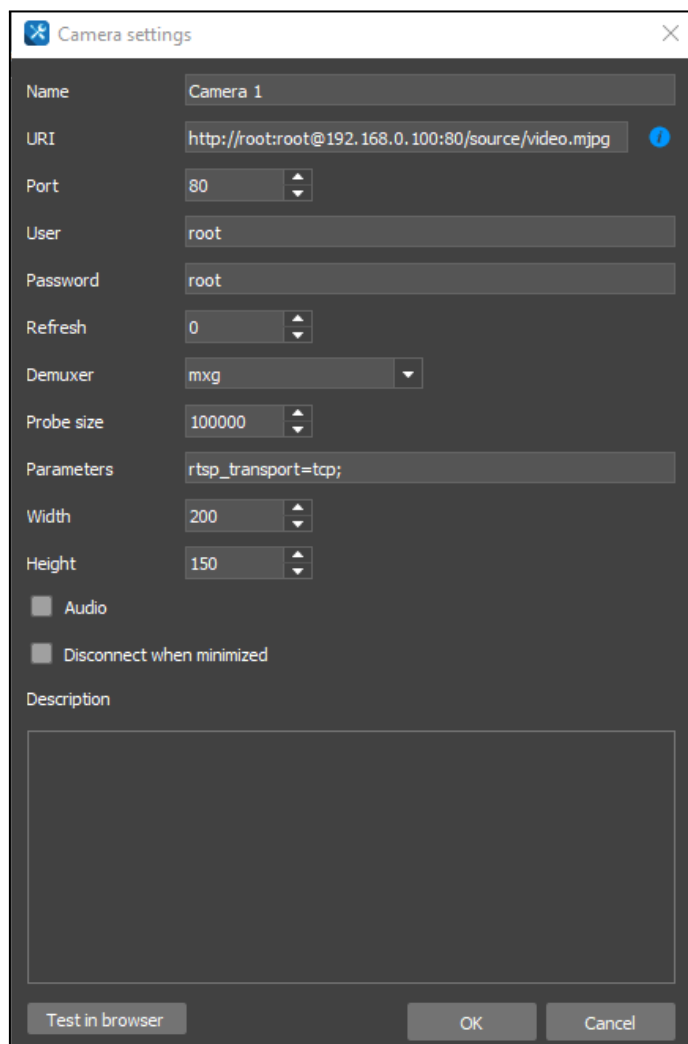 Camera settings
Name Camera 1
URI http://root:root@192.168.0.100:80/source/video.mjpg i
Port 80
User root
Password root
Refresh 0
Demuxer mxg
Probe size 100000
Parameters rtsp_transport=tcp;
Width 200
Height 150
Audio
Disconnect when minimized
Description
Test in browser OK Cancel